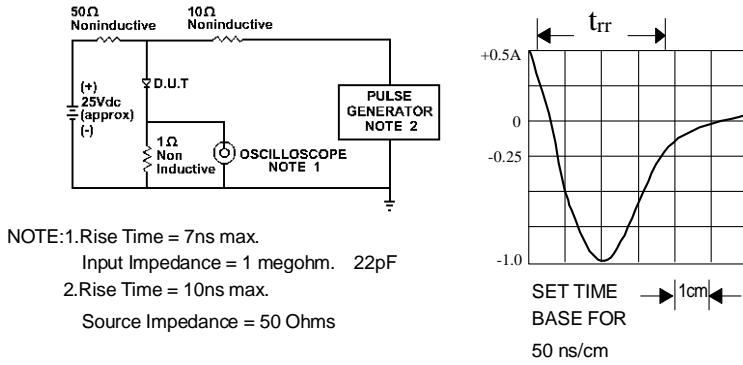 50Ω
Noninductive
10Ω
Noninductive
D.U.T
(+)
25Vdc
(approx)
(-)
PULSE
GENERATOR
NOTE 2
1Ω
Non
Inductive
OSCILLOSCOPE
NOTE 1
NOTE:1.Rise Time = 7ns max.
Input Impedance = 1 megohm. 22pF
2.Rise Time = 10ns max.
Source Impedance = 50 Ohms
trr
+0.5A
0
-0.25
-1.0
SET TIME
BASE FOR
50 ns/cm
1cm